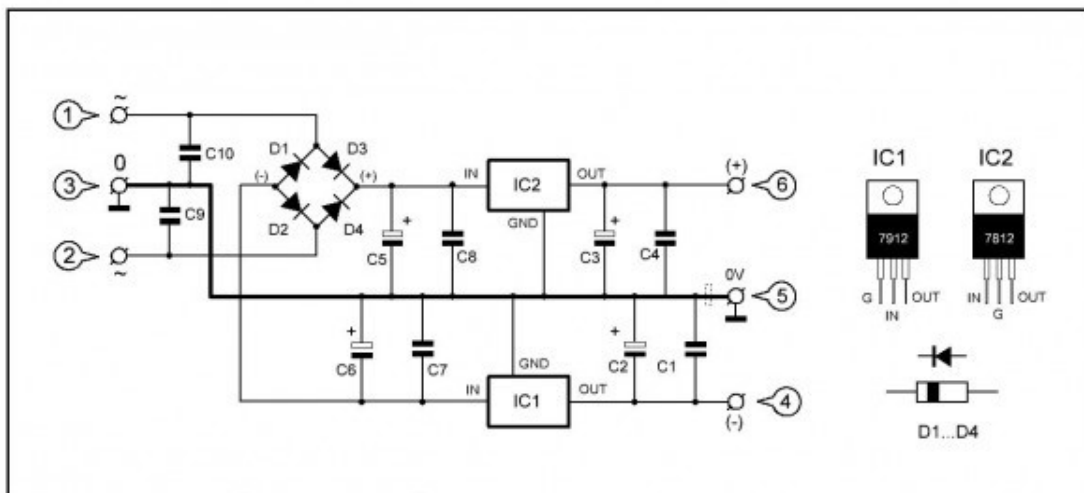 1
~
C10
0
3
C9
2
~
D1
D3
(-)
(+)
D2
D4
IN
IC2
OUT
GND
+
C5
C8
+
C3
C4
(+)
6
0V
5
+
C6
C7
GND
IN
IC1
OUT
+
C2
C1
4
(-)
IC1
IC2
7912
7812
G
IN
OUT
IN
G
OUT
D1...D4